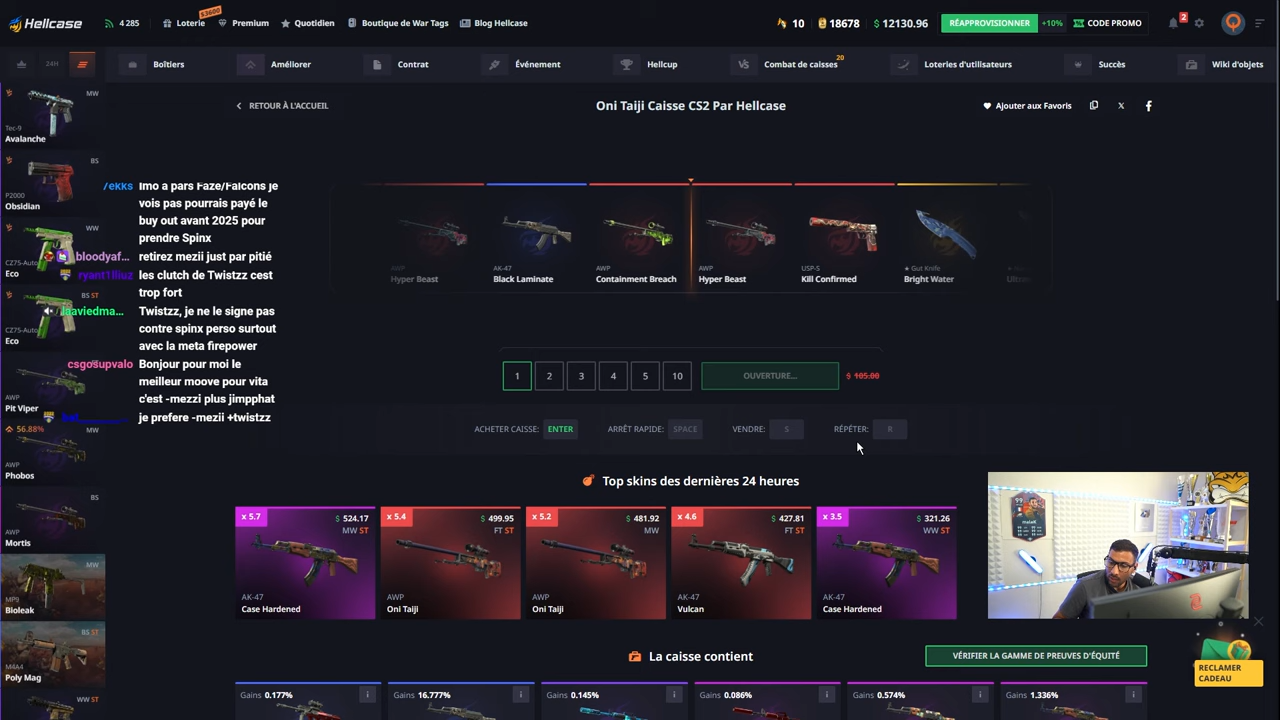 Hellcase
4 285
Loterie
$3600
Premium
Quotidien
Boutique de War Tags
Blog Hellcase
10
18678
$ 12130.96
RÉAPPROVISIONNER
+10%
CODE PROMO
2
24H
Boîtiers
Améliorer
Contrat
Événement
Hellcup
Combat de caisses
20
Loteries d'utilisateurs
Succès
Wiki d'objets
RETOUR À L'ACCUEIL
Oni Taiji Caisse CS2 Par Hellcase
Ajouter aux Favoris
MW
Tec-9
Avalanche
BS
P2000
Obsidian
WW
CZ75-Auto
Eco
BS ST
CZ75-Auto
Eco
AWP
Pit Viper
56.88%
MW
AWP
Phobos
BS
AWP
Mortis
MW
MP9
Bioleak
BS ST
M4A4
Poly Mag
WW ST
Imo a pars Faze/Falcons je
vois pas pourrais payé le
buy out avant 2025 pour
prendre Spinx
bloodyaf... retirez mezii just par pitié
ryant1lluz les clutch de Twistzz cest
trop fort
Twistzz, je ne le signe pas
contre spinx perso surtout
avec la meta firepower
csgosupvalo Bonjour pour moi le
meilleur moove pour vita
c'est -mezzi plus jimpphat
je prefere -mezii +twistzz
AWP
Hyper Beast
AK-47
Black Laminate
AWP
Containment Breach
AWP
Hyper Beast
USP-S
Kill Confirmed
★ Gut Knife
Bright Water
1
2
3
4
5
10
OUVERTURE...
$ 105.00
ACHETER CAISSE: ENTER
ARRÊT RAPIDE: SPACE
VENDRE: S
RÉPÉTER: R
Top skins des dernières 24 heures
x 5.7
$ 524.17
MW ST
AK-47
Case Hardened
x 5.4
$ 499.95
FT ST
AWP
Oni Taiji
x 5.2
$ 481.92
MW
AWP
Oni Taiji
x 4.6
$ 427.81
FT ST
AK-47
Vulcan
x 3.5
$ 321.26
WW ST
AK-47
Case Hardened
La caisse contient
VÉRIFIER LA GAMME DE PREUVES D'ÉQUITÉ
RECLAMER
CADEAU
Gains 0.177%
Gains 16.777%
Gains 0.145%
Gains 0.086%
Gains 0.574%
Gains 1.336%